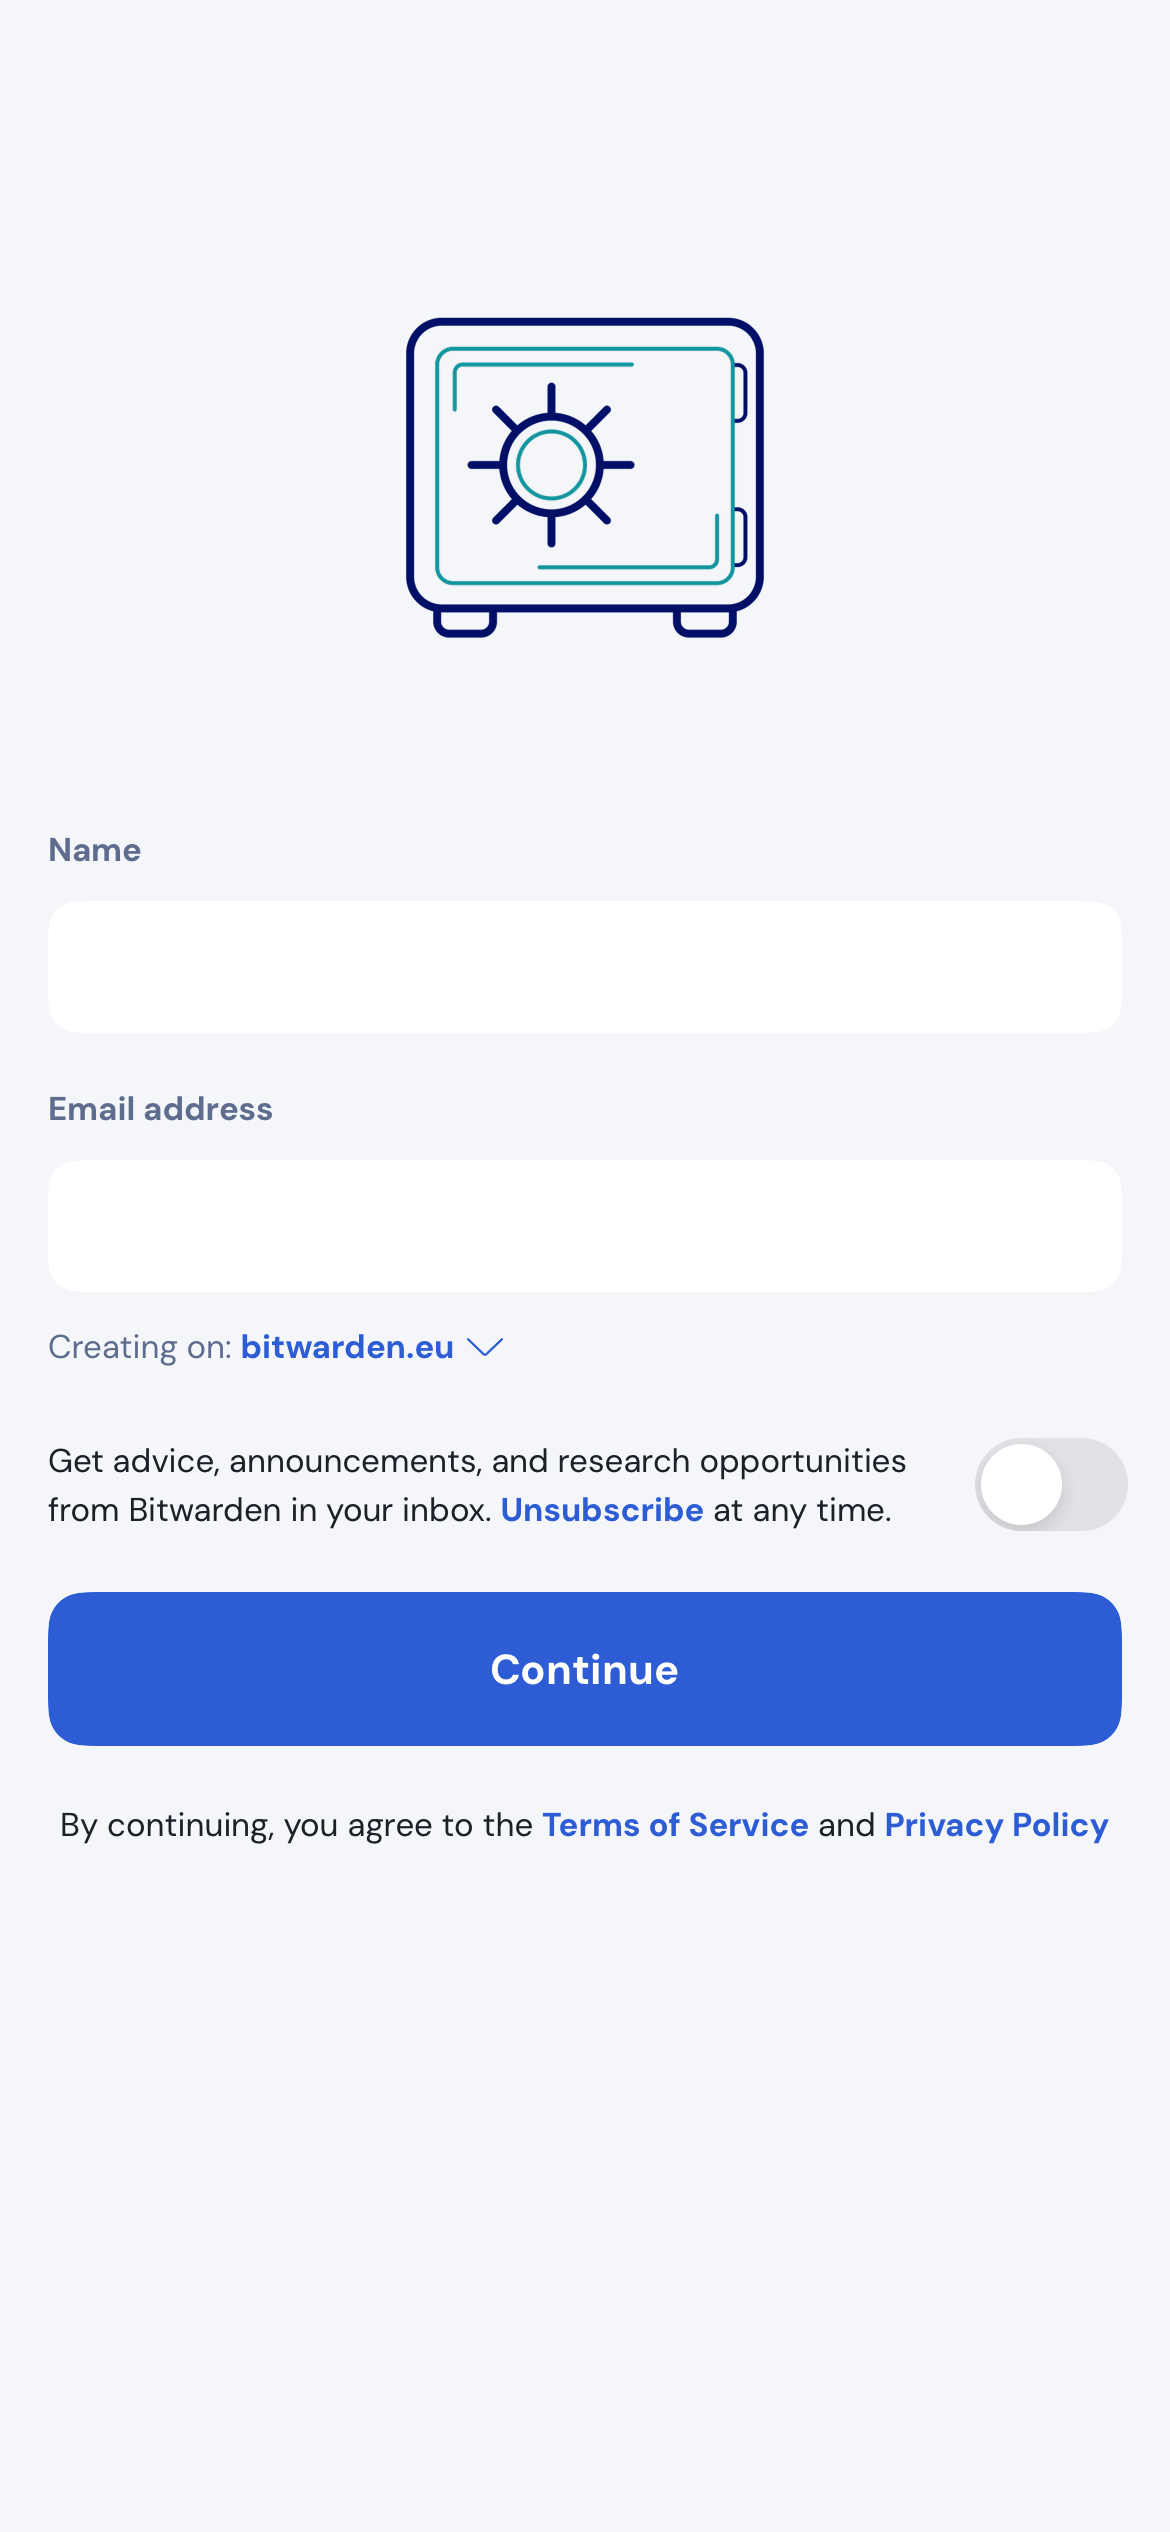 Name
Email address
Creating on: bitwarden.eu
Get advice, announcements, and research opportunities
from Bitwarden in your inbox. Unsubscribe at any time.
Continue
By continuing, you agree to the Terms of Service and Privacy Policy